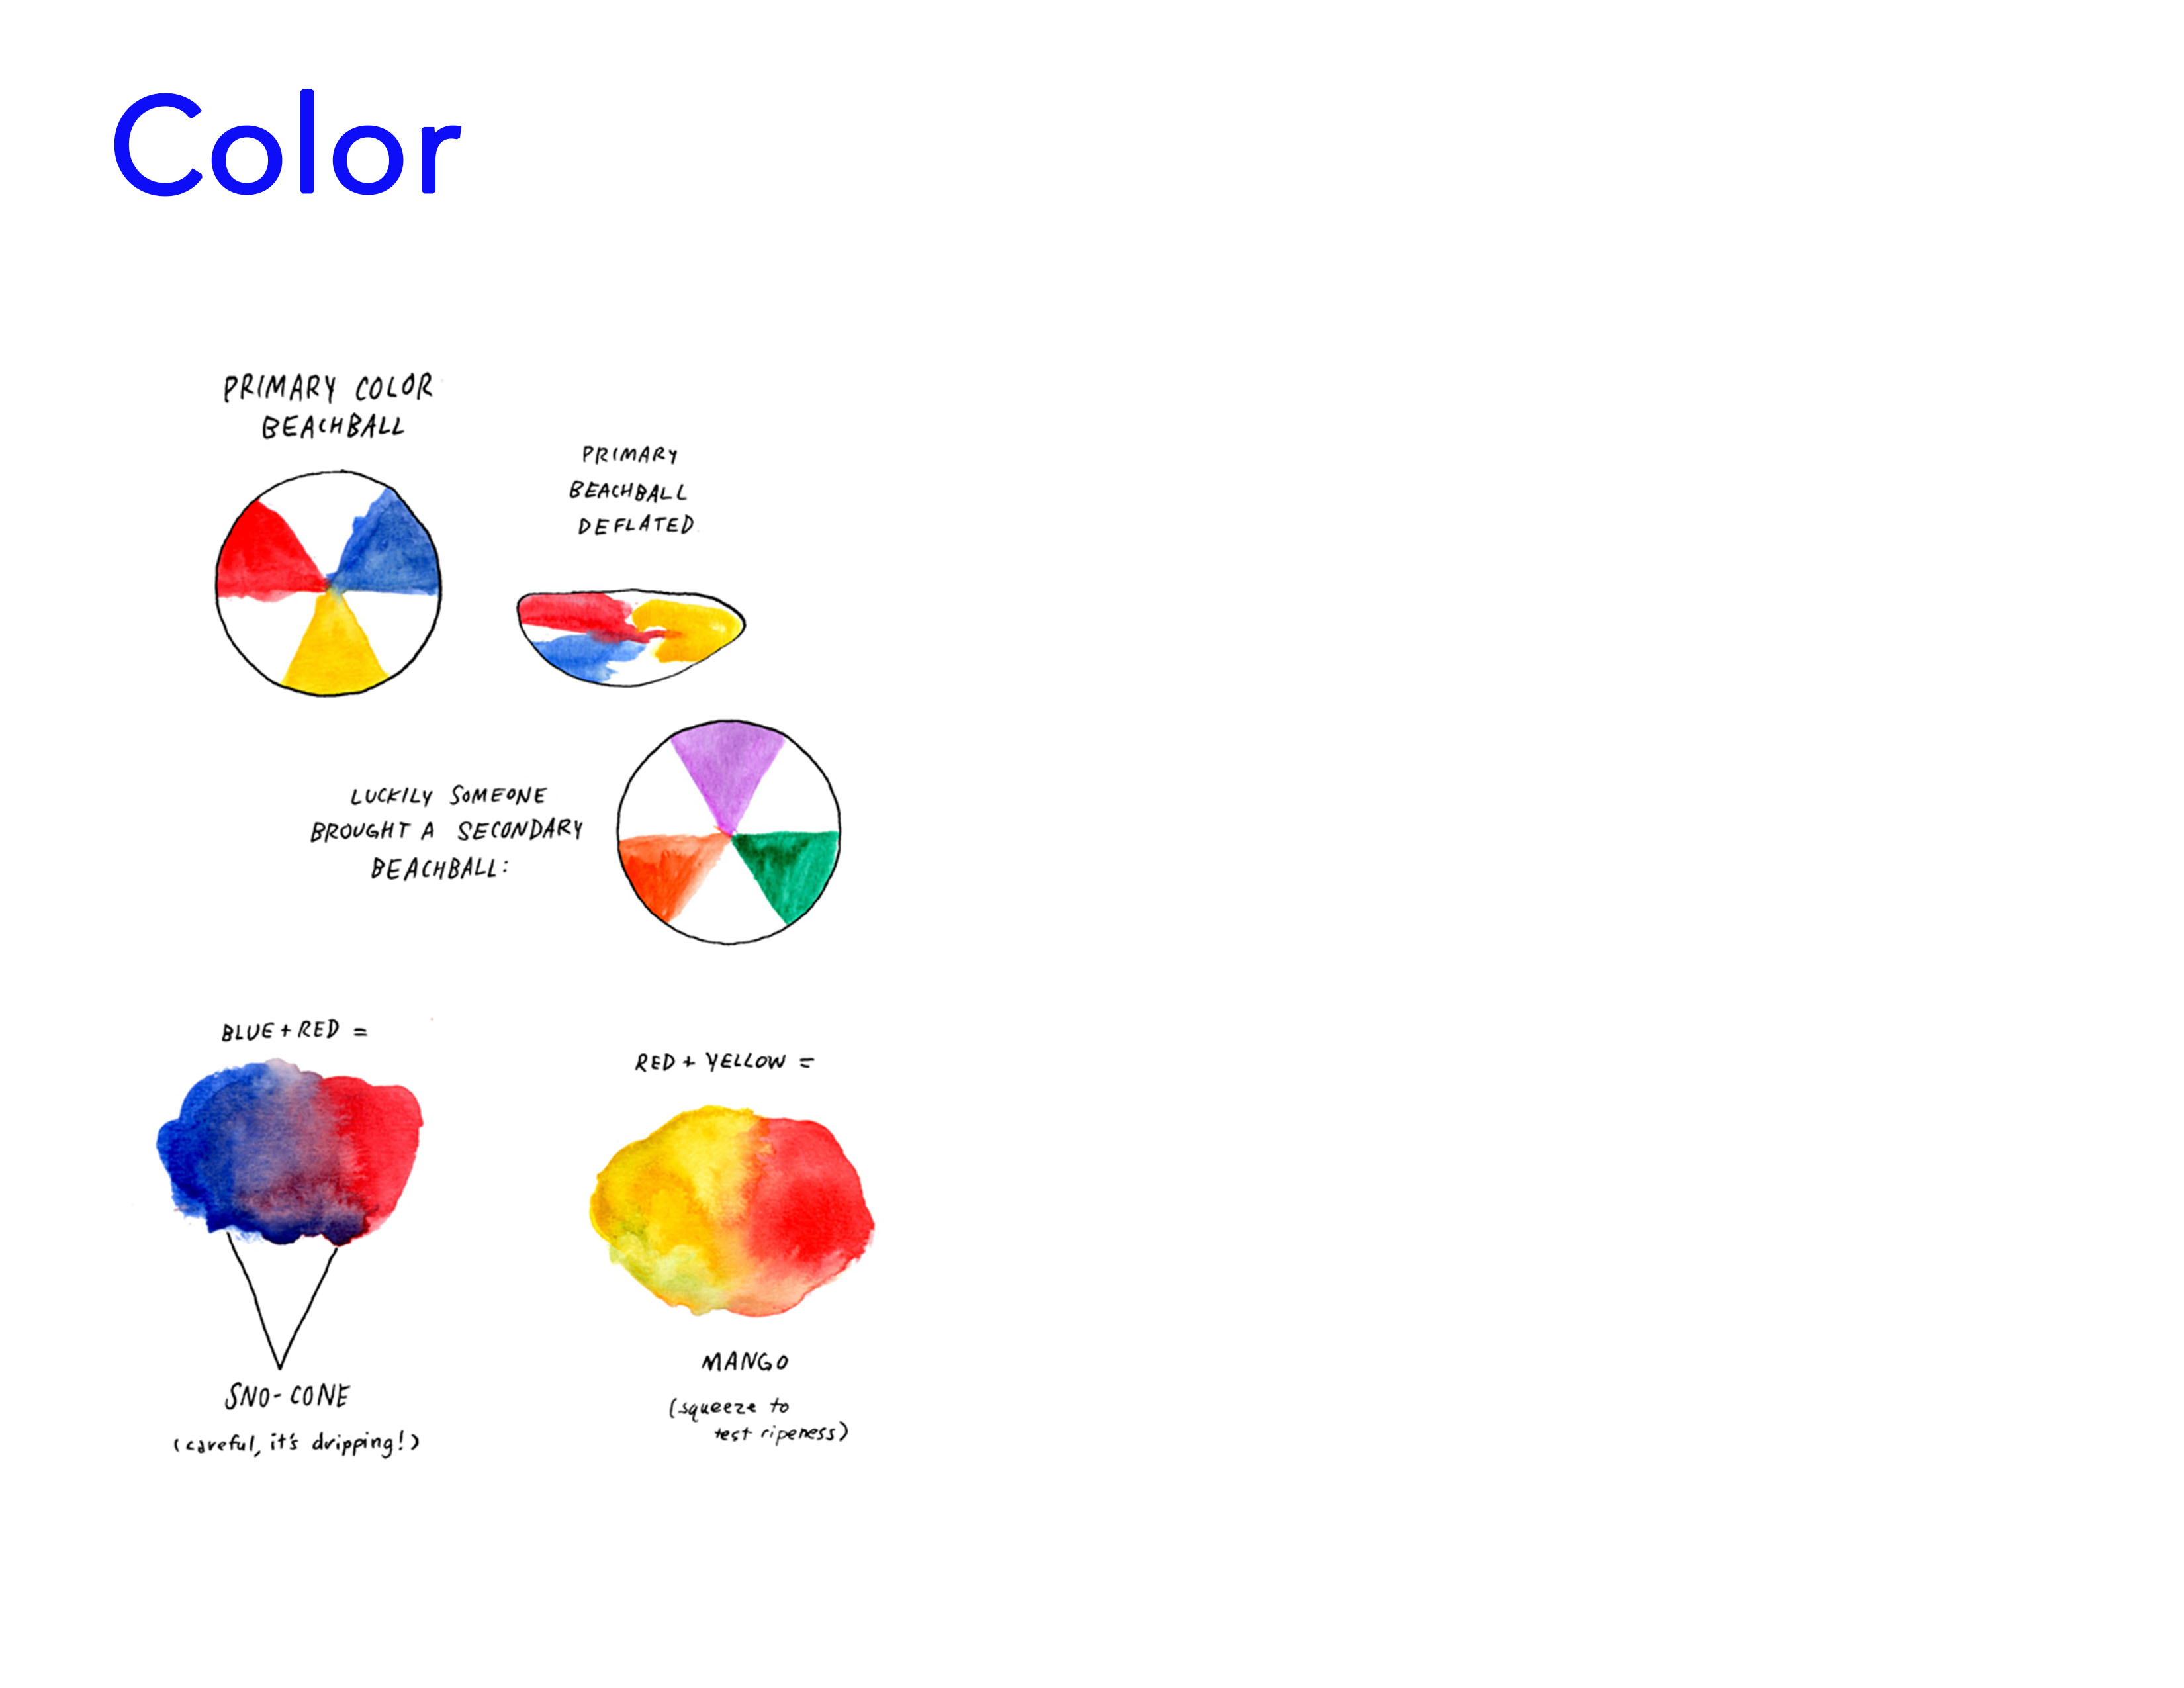 Color
PRIMARY COLOR
BEACHBALL
PRIMARY
BEACHBALL
DEFLATED
LUCKILY SOMEONE
BROUGHT A SECONDARY
BEACHBALL:
BLUE + RED =
SNO-CONE
(careful, it's dripping!)
RED + YELLOW =
MANGO
(squeeze to
test ripeness)